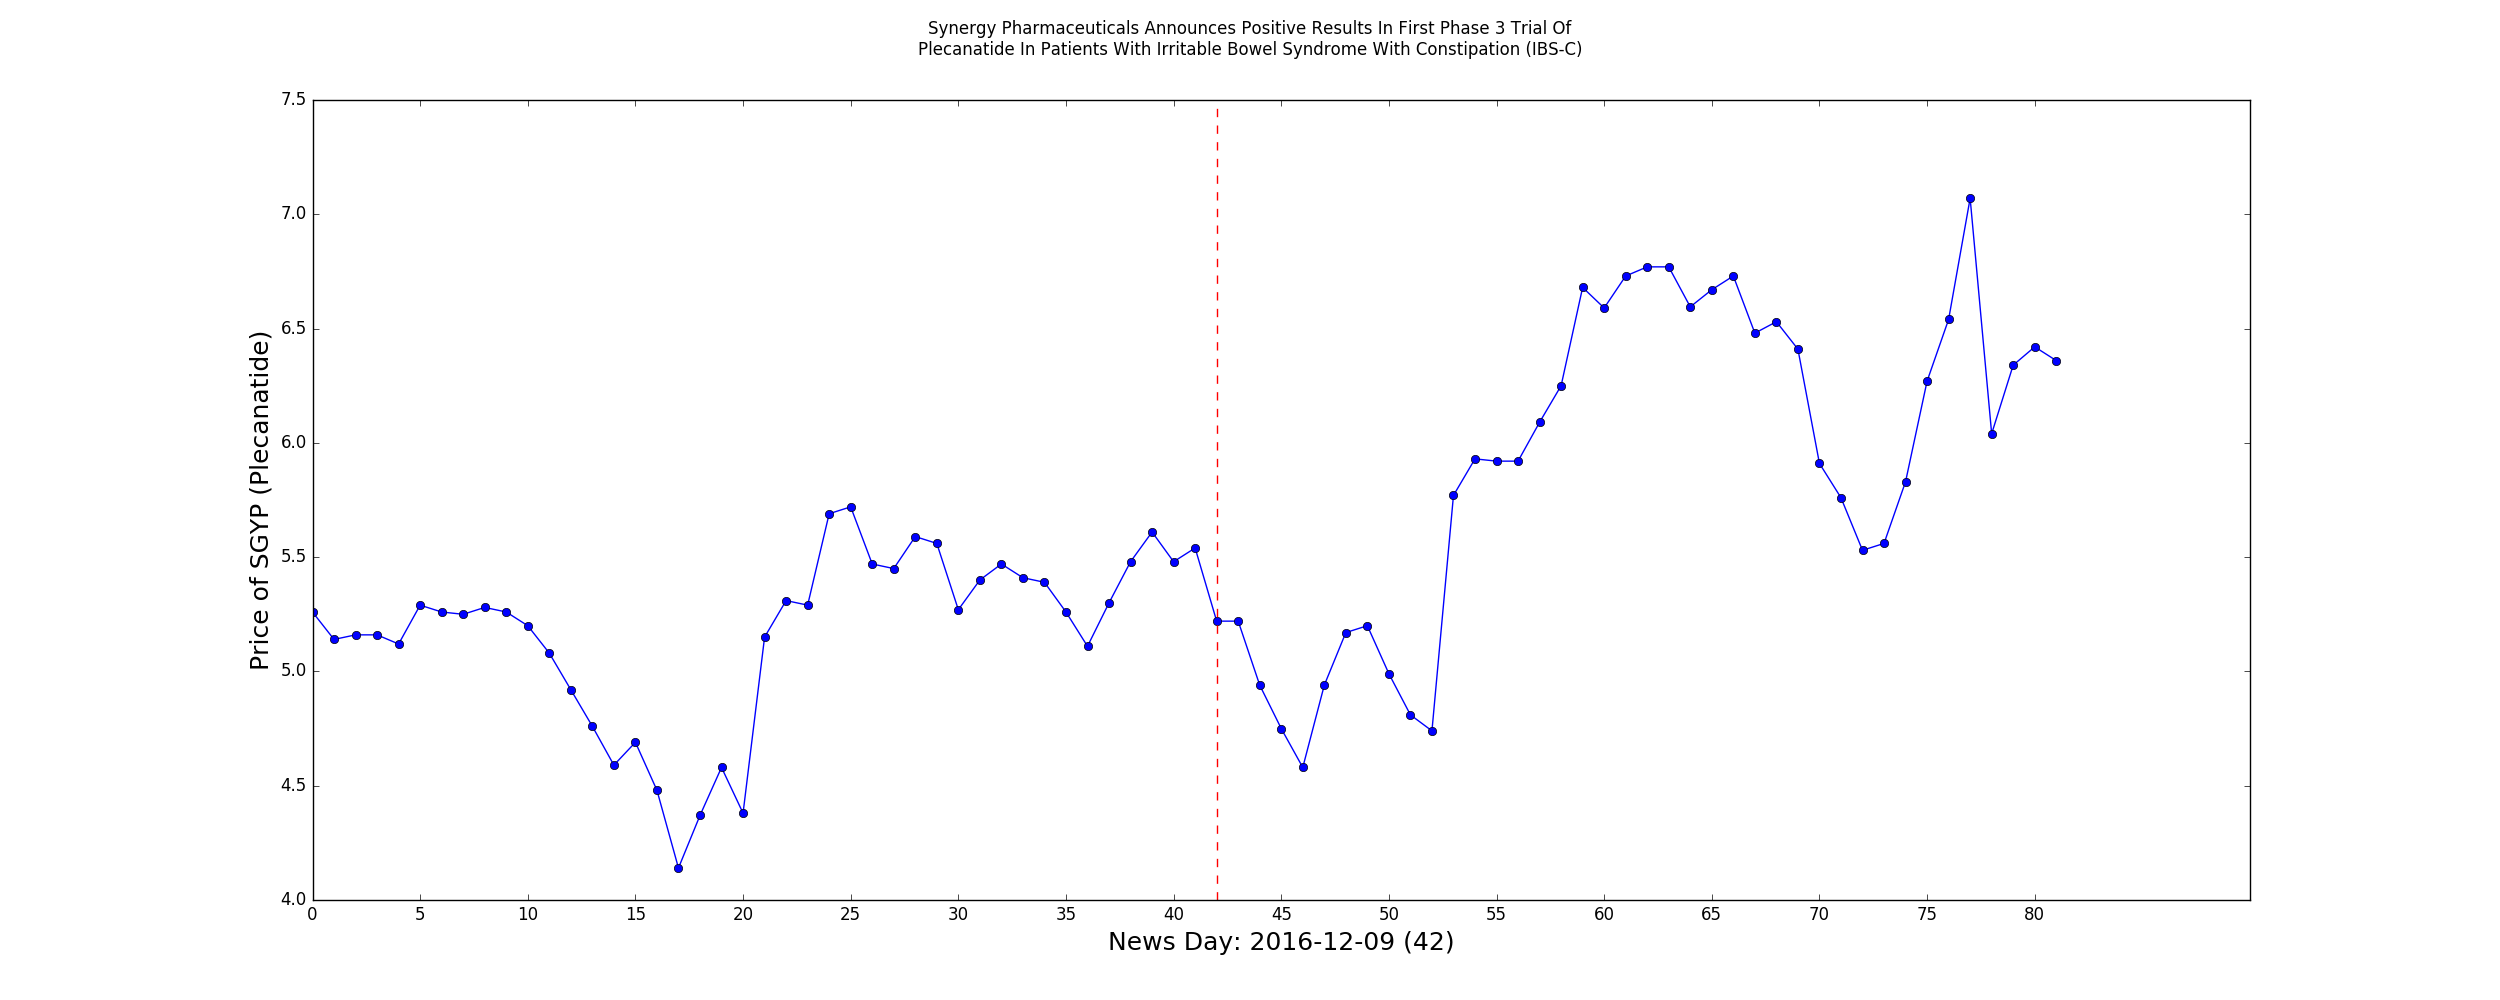 Synergy Pharmaceuticals Announces Positive Results In First Phase 3 Trial Of
Plecanatide In Patients With Irritable Bowel Syndrome With Constipation (IBS-C)
Price of SGYP (Plecanatide)
7.5
7.0
6.5
6.0
5.5
5.0
4.5
4.0
0 5 10 15 20 25 30 35 40 45 50 55 60 65 70 75 80
News Day: 2016-12-09 (42)